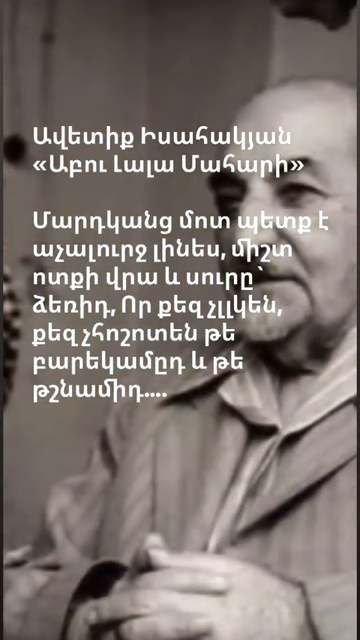 Ավետիք Իսահակյան
«Աբու Լալա Մահարի»
Մարդկանց մոտ պետք է
աչալուրջ լինես, միշտ
ոտքի վրա և սուրը՝
ձեռիդ, Որ քեզ չլլկեն,
քեզ չհոշոտեն թե
բարեկամըդ և թե
թշնամիդ....